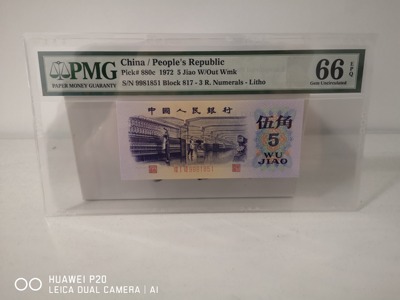 PMG
PAPER MONEY GUARANTY
China / People's Republic
Pick# 880c 1972 5 Jiao W/Out Wmk
S/N 9981851 Block 817 - 3 R. Numerals - Litho
66 EPQ
Gem Uncirculated
中國人民銀行
伍角
5
WU
JIAO
HUAWEI P20
LEICA DUAL CAMERA | AI